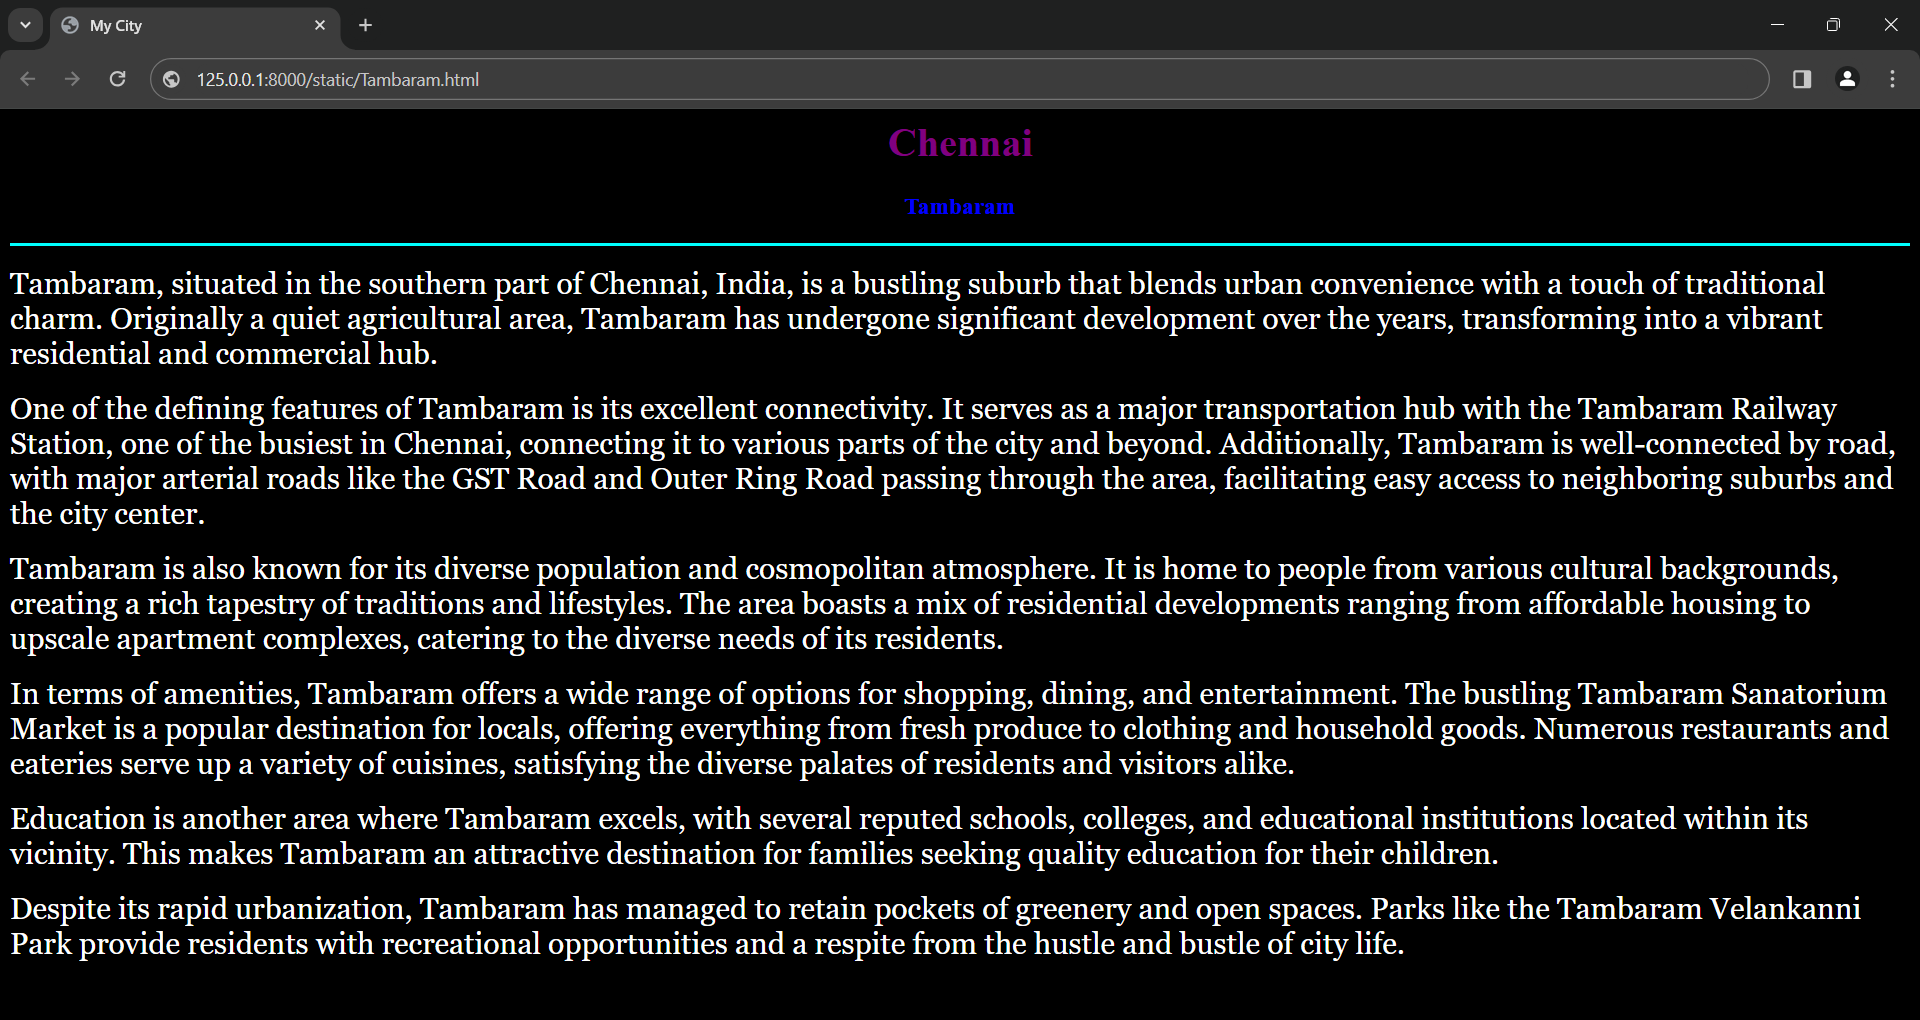 My City
125.0.0.1:8000/static/Tambaram.html
Chennai
Tambaram
Tambaram, situated in the southern part of Chennai, India, is a bustling suburb that blends urban convenience with a touch of traditional
charm. Originally a quiet agricultural area, Tambaram has undergone significant development over the years, transforming into a vibrant
residential and commercial hub.
One of the defining features of Tambaram is its excellent connectivity. It serves as a major transportation hub with the Tambaram Railway
Station, one of the busiest in Chennai, connecting it to various parts of the city and beyond. Additionally, Tambaram is well-connected by road,
with major arterial roads like the GST Road and Outer Ring Road passing through the area, facilitating easy access to neighboring suburbs and
the city center.
Tambaram is also known for its diverse population and cosmopolitan atmosphere. It is home to people from various cultural backgrounds,
creating a rich tapestry of traditions and lifestyles. The area boasts a mix of residential developments ranging from affordable housing to
upscale apartment complexes, catering to the diverse needs of its residents.
In terms of amenities, Tambaram offers a wide range of options for shopping, dining, and entertainment. The bustling Tambaram Sanatorium
Market is a popular destination for locals, offering everything from fresh produce to clothing and household goods. Numerous restaurants and
eateries serve up a variety of cuisines, satisfying the diverse palates of residents and visitors alike.
Education is another area where Tambaram excels, with several reputed schools, colleges, and educational institutions located within its
vicinity. This makes Tambaram an attractive destination for families seeking quality education for their children.
Despite its rapid urbanization, Tambaram has managed to retain pockets of greenery and open spaces. Parks like the Tambaram Velankanni
Park provide residents with recreational opportunities and a respite from the hustle and bustle of city life.